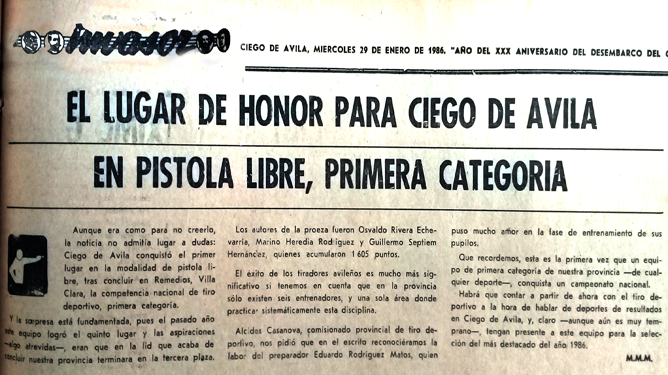 invasor
CIEGO DE AVILA, MIERCOLES 29 DE ENERO DE 1986. "AÑO DEL XXX ANIVERSARIO DEL DESEMBARCO DEL
EL LUGAR DE HONOR PARA CIEGO DE AVILA
EN PISTOLA LIBRE, PRIMERA CATEGORIA
Aunque era como para no creerlo,
la noticia no admitía lugar a dudas:
Ciego de Avila conquistó el primer
lugar en la modalidad de pistola li-
bre, tras concluir en Remedios, Villa
Clara, la competencia nacional de tiro
deportivo, primera categoría.
Y la sorpresa está fundamentada, pues el pasado año
este equipo logró el quinto lugar y las aspiraciones
—algo atrevidas—, eran que en la lid que acaba de
concluir nuestra provincia terminara en la tercera plaza.
Los autores de la proeza fueron Osvaldo Rivera Eche-
varría, Marino Heredia Rodríguez y Guillermo Septiem
Hernández, quienes acumularon 1 605 puntos.
El éxito de los tiradores avileños es mucho más sig-
nificativo si tenemos en cuenta que en la provincia
sólo existen seis entrenadores, y una sola área donde
practicar sistemáticamente esta disciplina.
Alcides Casanova, comisionado provincial de tiro de-
portivo, nos pidió que en el escrito reconociéramos
la labor del preparador Eduardo Rodríguez Matos, quien
puso mucho amor en la fase de entrenamiento de sus
pupilos.
Que recordemos, esta es la primera vez que un equi-
po de primera categoría de nuestra provincia —de cual-
quier deporte—, conquista un campeonato nacional.
Habrá que contar a partir de ahora con el tiro de-
portivo a la hora de hablar de deportes de resultados
en Ciego de Avila, y, claro —aunque aún es muy tem-
prano—, tengan presente a este equipo para la selec-
ción del más destacado del año 1986.
M.M.M.